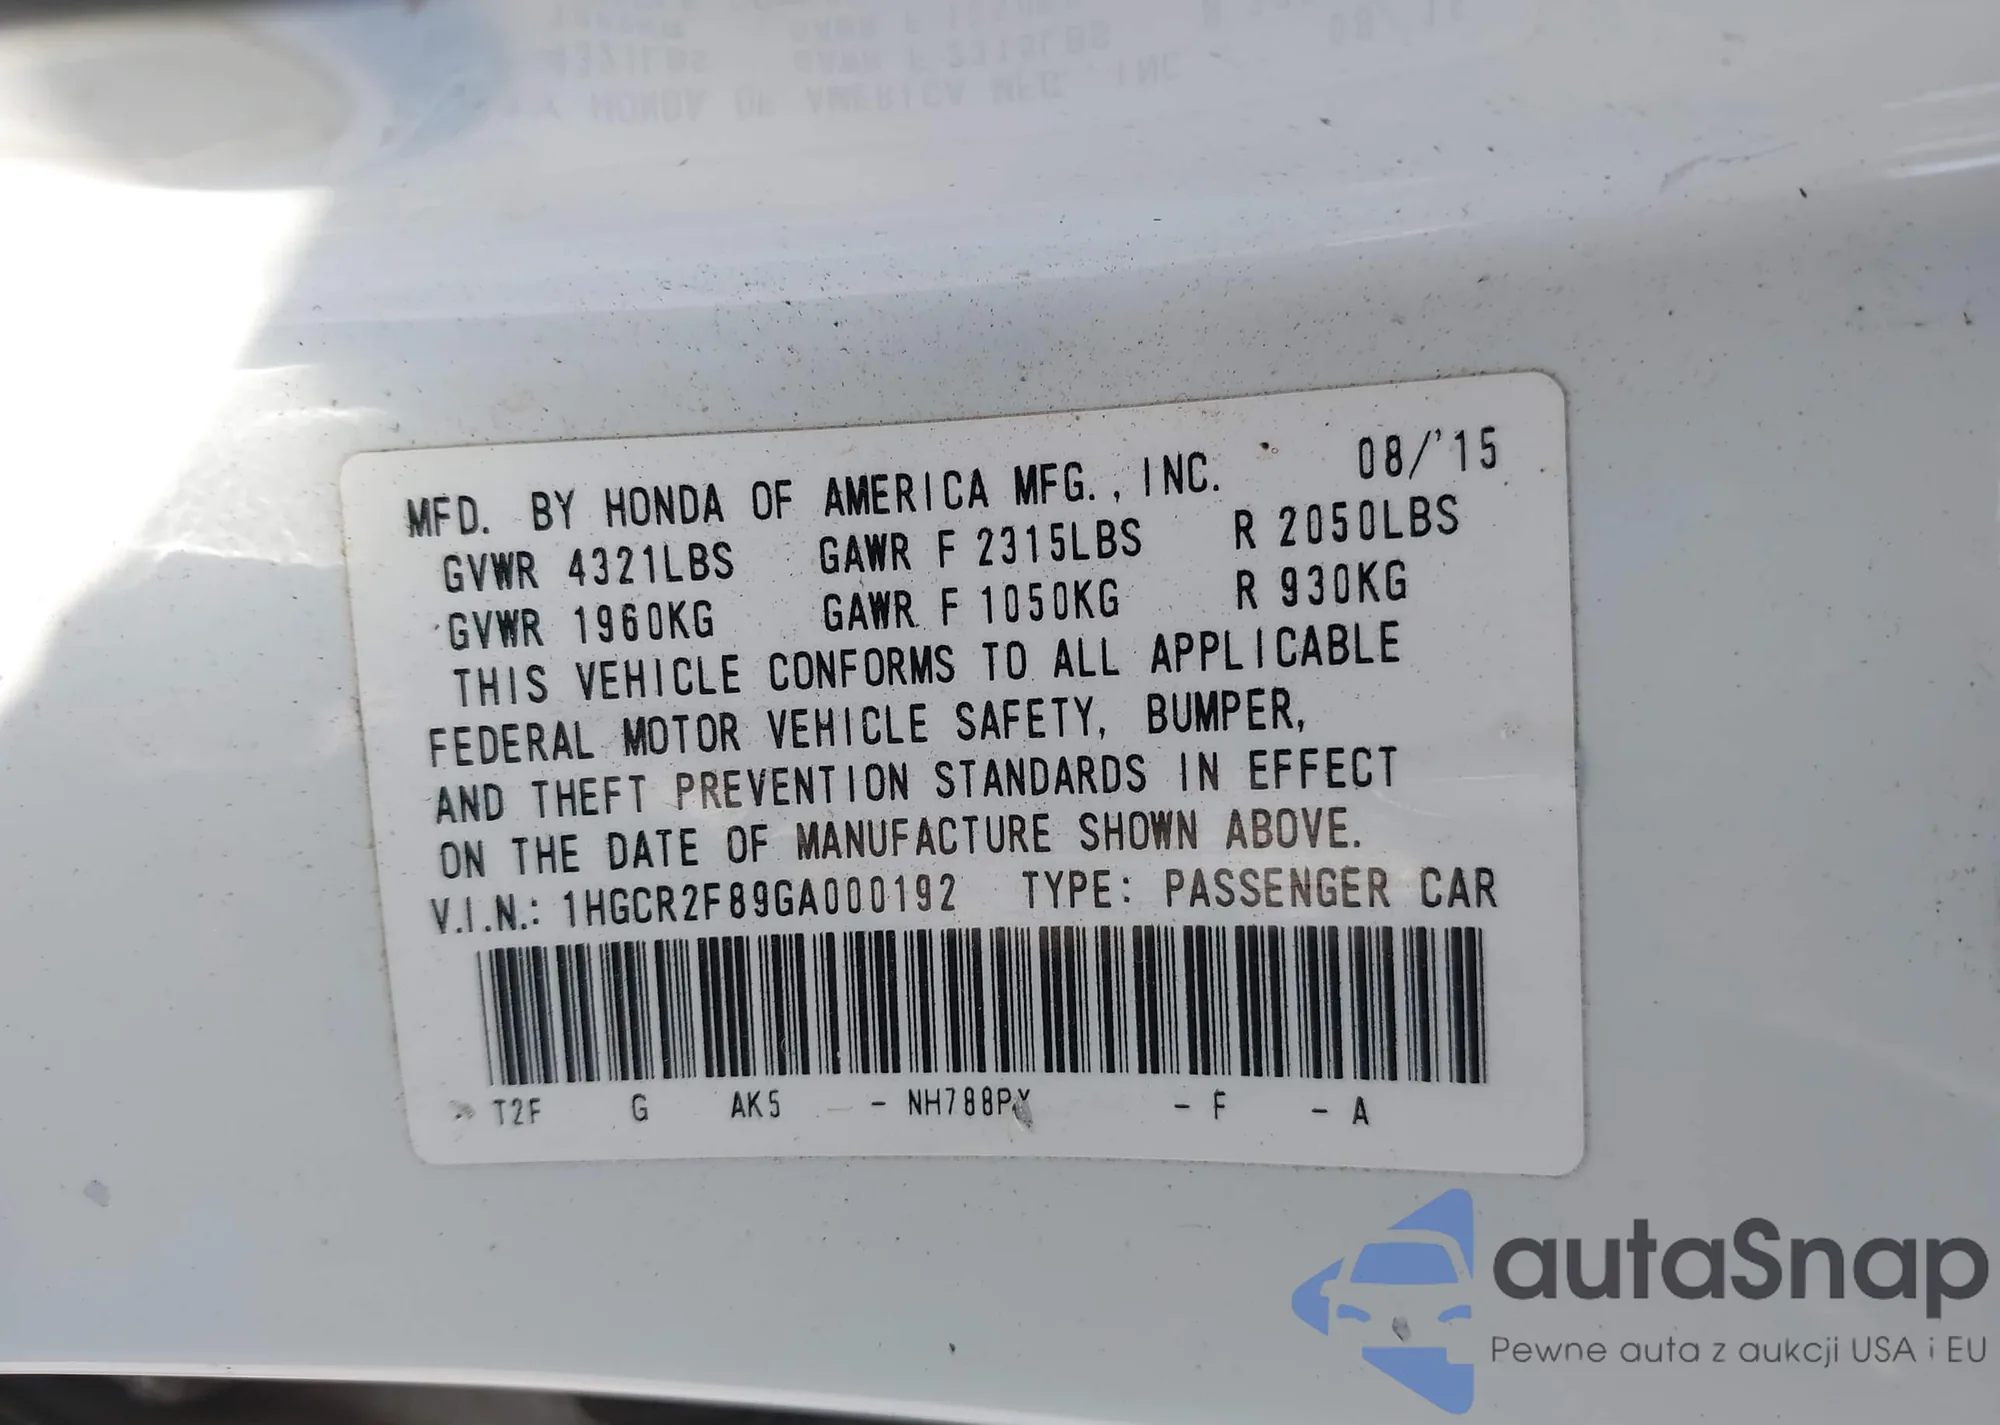 MFD. BY HONDA OF AMERICA MFG., INC. 08/'15
GVWR 4321LBS GAWR F 2315LBS R 2050LBS
GVWR 1960KG GAWR F 1050KG R 930KG
THIS VEHICLE CONFORMS TO ALL APPLICABLE
FEDERAL MOTOR VEHICLE SAFETY, BUMPER,
AND THEFT PREVENTION STANDARDS IN EFFECT
ON THE DATE OF MANUFACTURE SHOWN ABOVE.
V.I.N.: 1HGCR2F89GA000192 TYPE: PASSENGER CAR
T2F G AK5 - NH788PX - F - A
autaSnap
Pewne auta z aukcji USA i EU